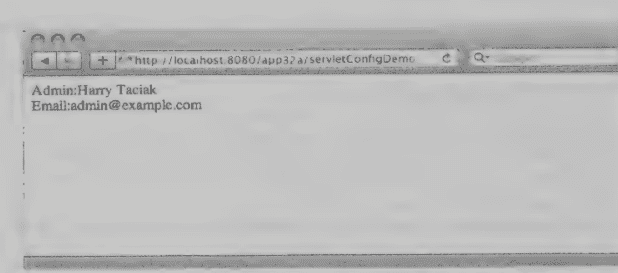 http://localhost:8080/app32a/servletConfigDemo
Admin:Harry Taciak
Email:admin@example.com